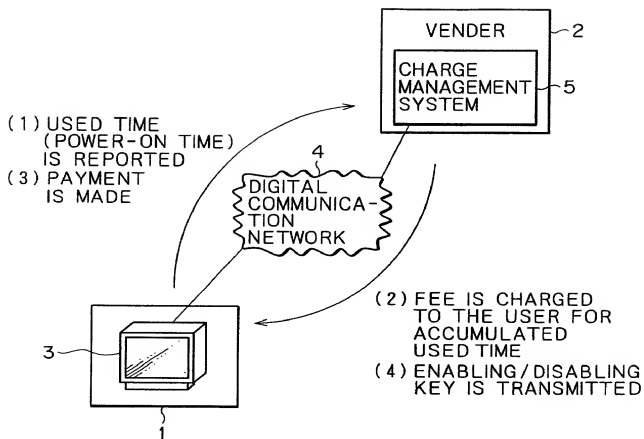 VENDER
2
CHARGE
MANAGEMENT
SYSTEM
5
(1) USED TIME
(POWER-ON TIME)
IS REPORTED
(3) PAYMENT
IS MADE
4
DIGITAL
COMMUNICA-
TION
NETWORK
(2) FEE IS CHARGED
TO THE USER FOR
ACCUMULATED
USED TIME
(4) ENABLING/DISABLING
KEY IS TRANSMITTED
3
1